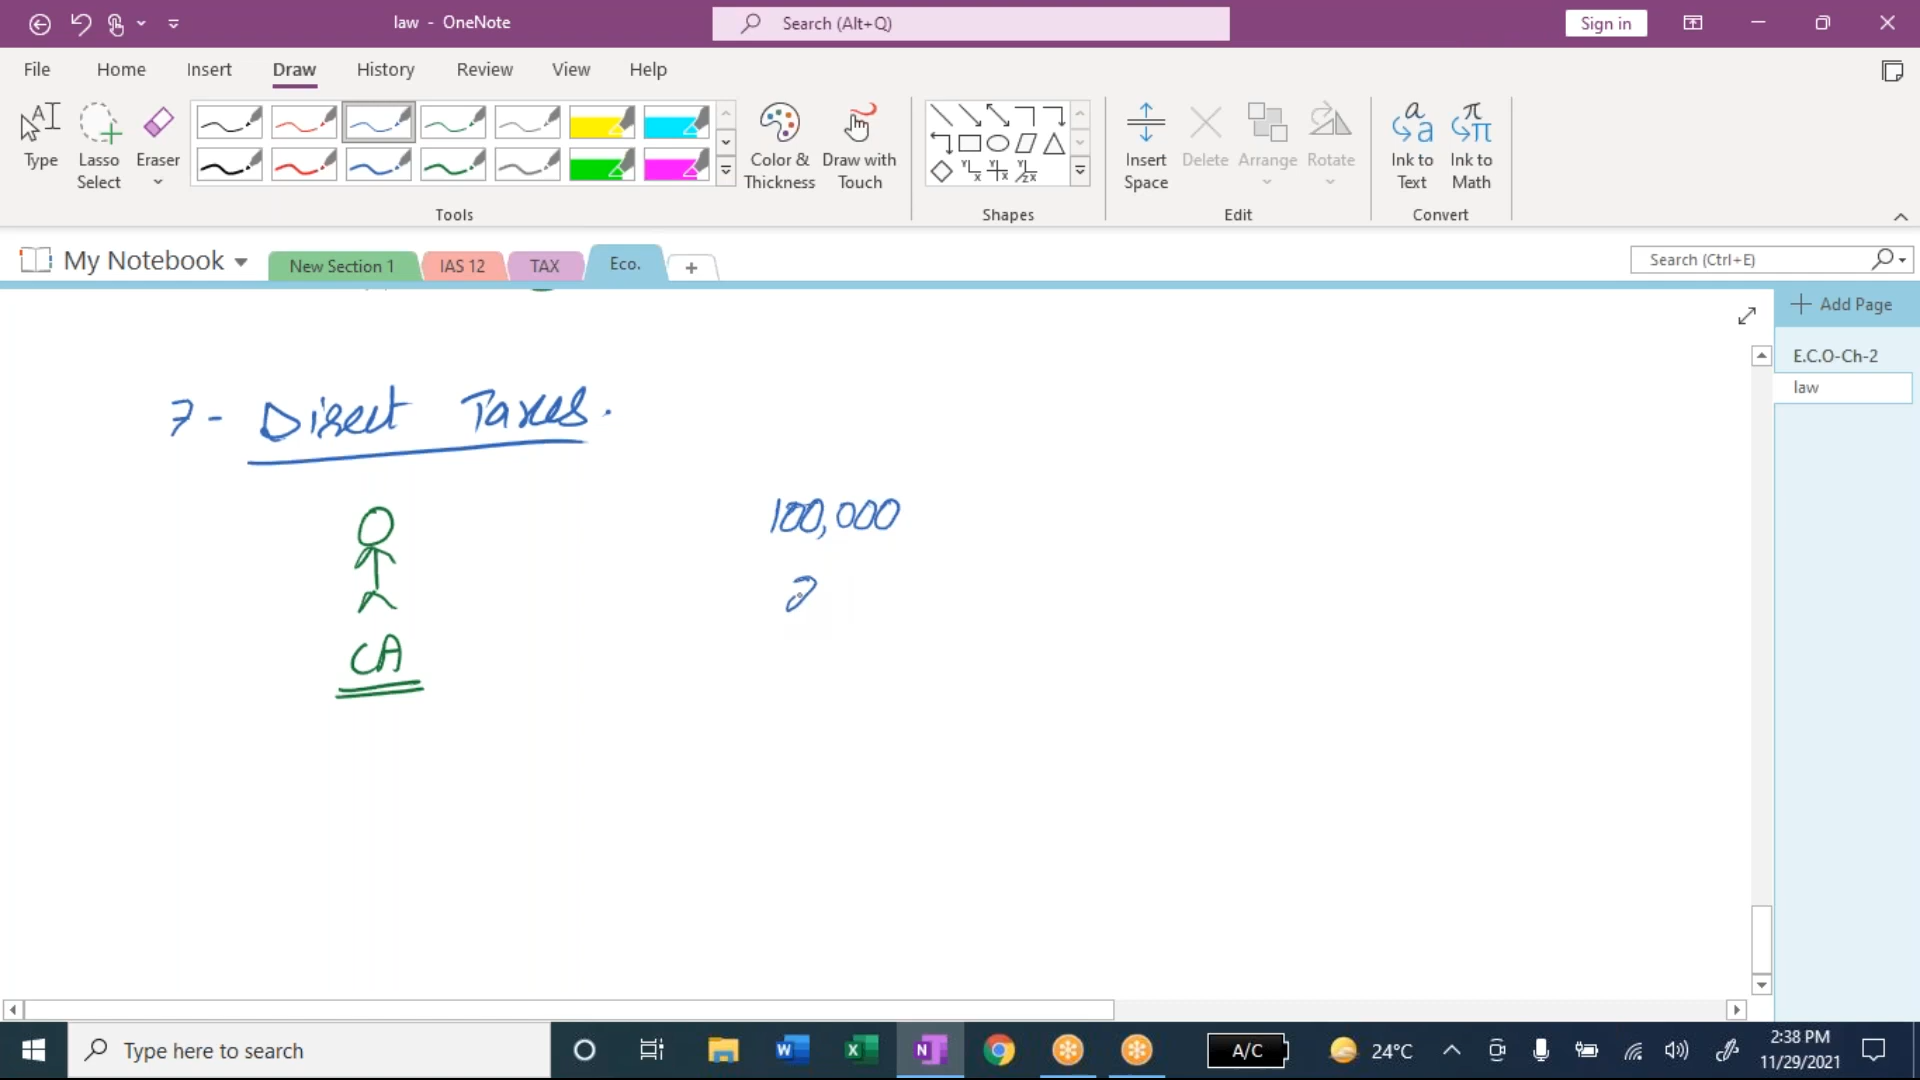 law - OneNote
Search (Alt+Q)
Sign in
File Home Insert Draw History Review View Help
Type
Lasso Select
Eraser
Color & Thickness
Draw with Touch
Insert Space
Delete
Arrange
Rotate
Ink to Text
Ink to Math
Tools
Shapes
Edit
Convert
My Notebook
New Section 1
IAS 12
TAX
Eco.
Search (Ctrl+E)
Add Page
E.C.O-Ch-2
law
7 - Direct Taxes.
100,000
2
CA
Type here to search
A/C
24°C
2:38 PM
11/29/2021